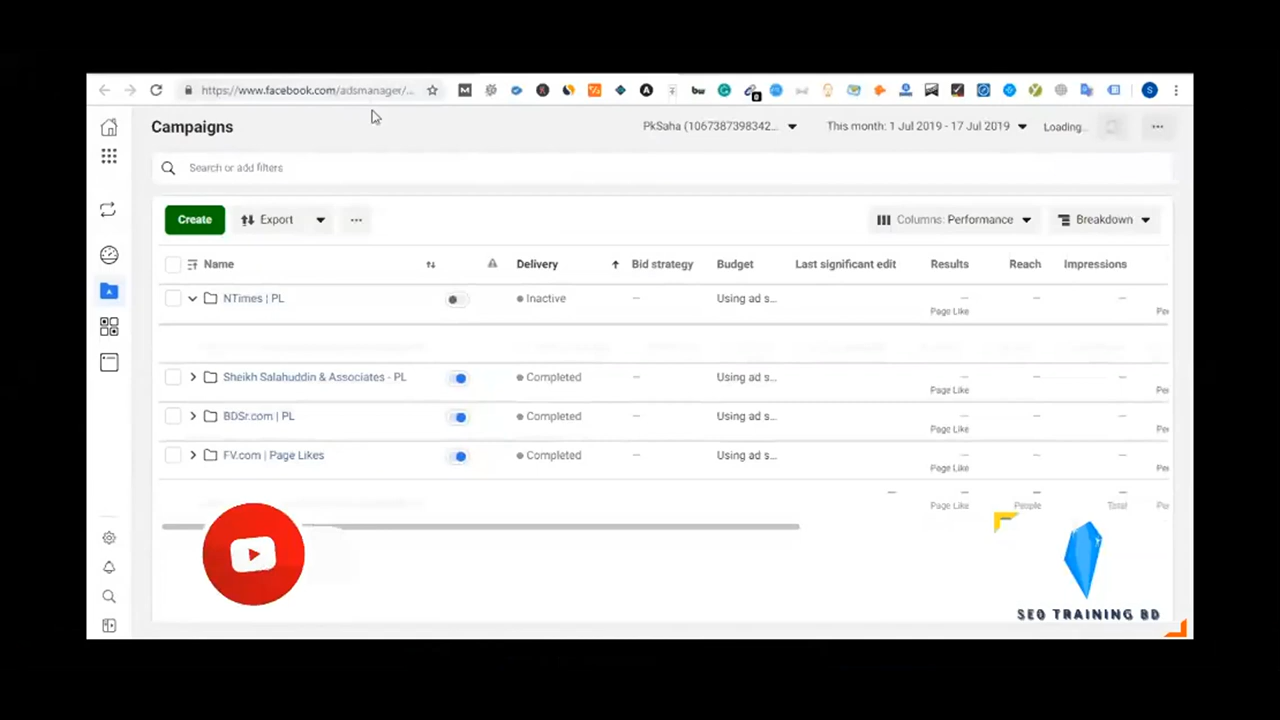 https://www.facebook.com/adsmanager/...
Campaigns
PkSaha (1067387398342...
This month: 1 Jul 2019 - 17 Jul 2019
Loading..
Search or add filters
Create
Export
Columns: Performance
Breakdown
Name
Delivery
Bid strategy
Budget
Last significant edit
Results
Reach
Impressions
NTimes | PL
Inactive
Using ad s...
Page Like
Sheikh Salahuddin & Associates - PL
Completed
Using ad s...
Page Like
BDSr.com | PL
Completed
Using ad s...
Page Like
FV.com | Page Likes
Completed
Using ad s...
Page Like
Page Like
People
Total
SEO TRAINING BD